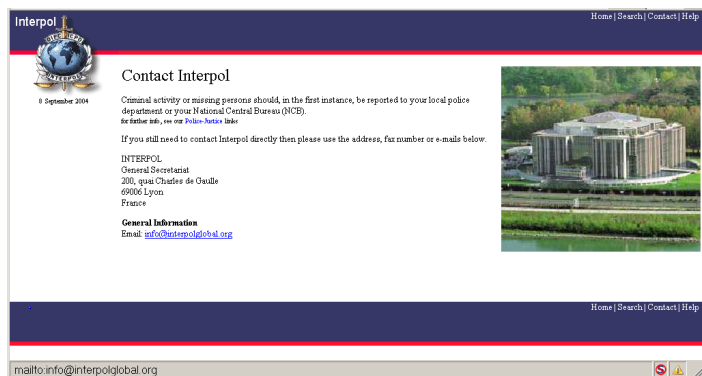 Interpol
Home | Search | Contact | Help
OIPC ICPO
INTERPOL
8 September 2004
Contact Interpol
Criminal activity or missing persons should, in the first instance, be reported to your local police
department or your National Central Bureau (NCB).
for further info, see our Police-Justice links
If you still need to contact Interpol directly then please use the address, fax number or e-mails below.
INTERPOL
General Secretariat
200, quai Charles de Gaulle
69006 Lyon
France
General Information
Email: info@interpolglobal.org
Home | Search | Contact | Help
mailto:info@interpolglobal.org